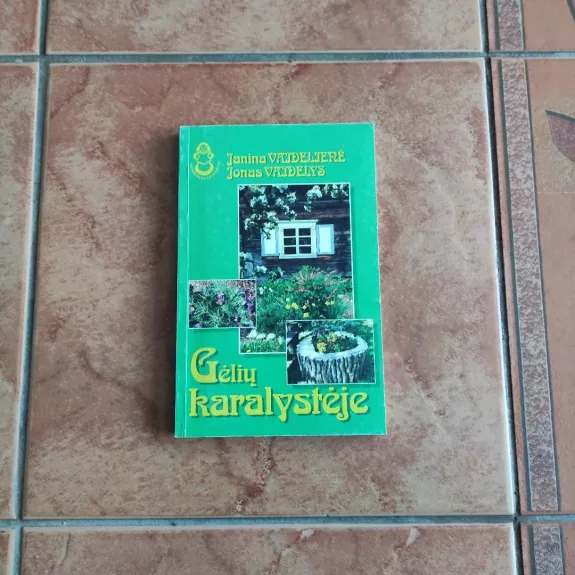 Janina VAIDELIENĖ
Jonas VAIDELYS
Gėlių
karalystėje